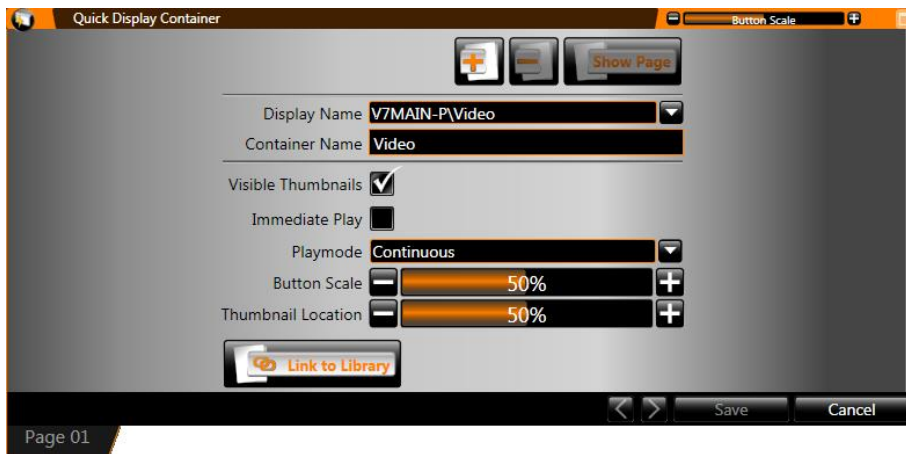 Quick Display Container
Button Scale
Show Page
Display Name V7MAIN-P\Video
Container Name Video
Visible Thumbnails
Immediate Play
Playmode Continuous
Button Scale 50%
Thumbnail Location 50%
Link to Library
Save Cancel
Page 01